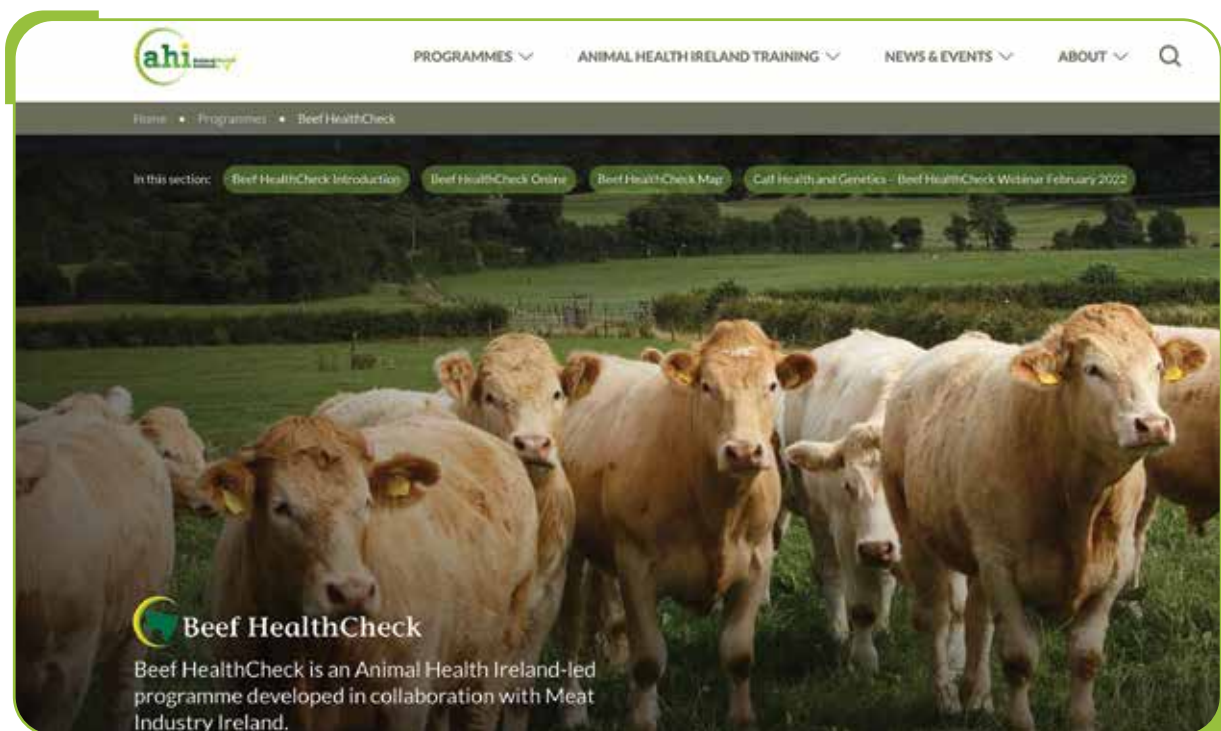 ahi
PROGRAMMES
ANIMAL HEALTH IRELAND TRAINING
NEWS & EVENTS
ABOUT
Home • Programmes • Beef HealthCheck
In this section:
Beef HealthCheck Introduction
Beef HealthCheck Online
Beef HealthCheck Map
Calf Health and Genetics - Beef HealthCheck Webinar February 2022
Beef HealthCheck
Beef HealthCheck is an Animal Health Ireland-led
programme developed in collaboration with Meat
Industry Ireland.